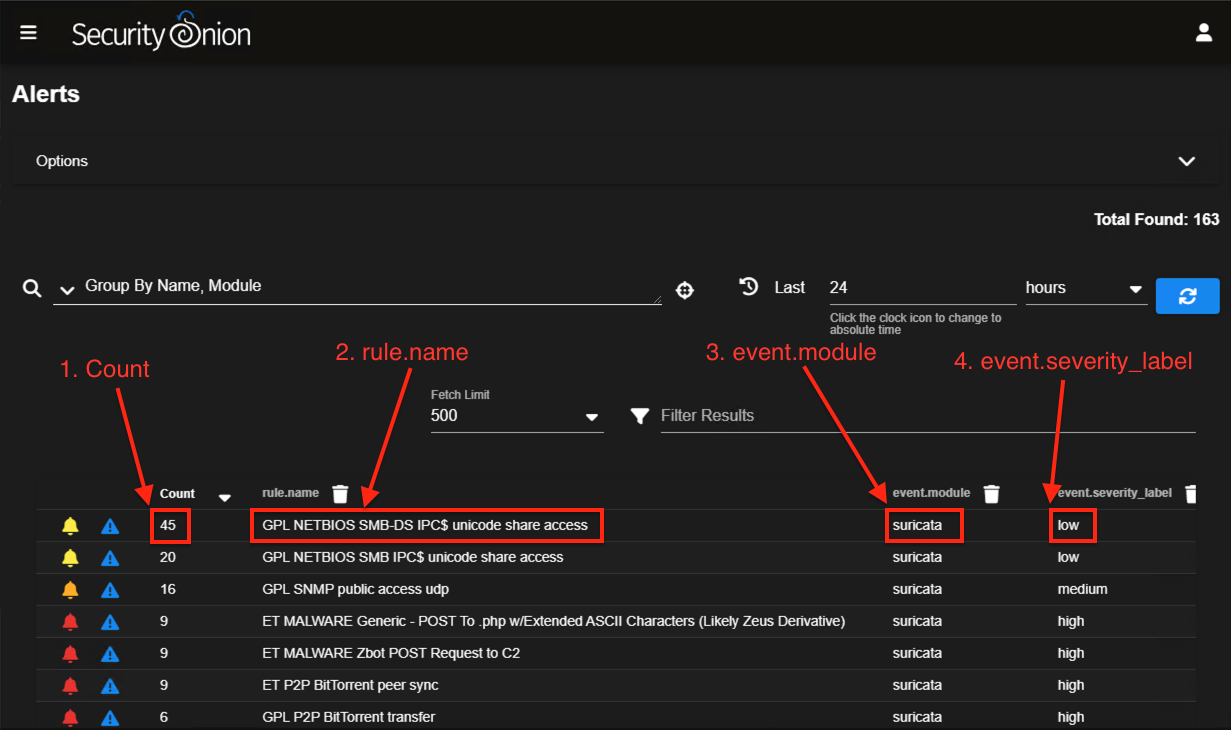 Security Onion
Alerts
Options
Total Found: 163
Group By Name, Module
Last 24 hours
Click the clock icon to change to
absolute time
1. Count
2. rule.name
3. event.module
4. event.severity_label
Fetch Limit
500
Filter Results
Count rule.name event.module event.severity_label
45 GPL NETBIOS SMB-DS IPC$ unicode share access suricata low
20 GPL NETBIOS SMB IPC$ unicode share access suricata low
16 GPL SNMP public access udp suricata medium
9 ET MALWARE Generic - POST To .php w/Extended ASCII Characters (Likely Zeus Derivative) suricata high
9 ET MALWARE Zbot POST Request to C2 suricata high
9 ET P2P BitTorrent peer sync suricata high
6 GPL P2P BitTorrent transfer suricata high